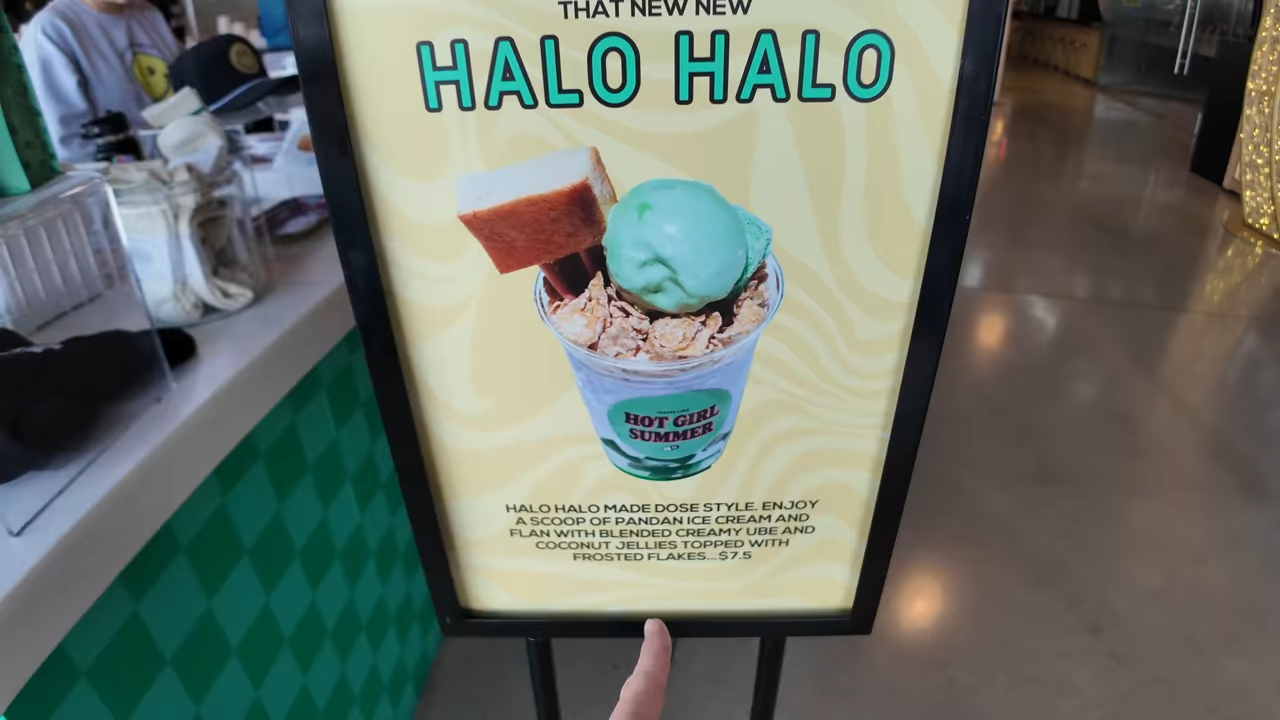 THAT NEW NEW
HALO HALO
HOT GIRL
SUMMER
HALO HALO MADE DOSE STYLE. ENJOY
A SCOOP OF PANDAN ICE CREAM AND
FLAN WITH BLENDED CREAMY UBE AND
COCONUT JELLIES TOPPED WITH
FROSTED FLAKES...$7.5